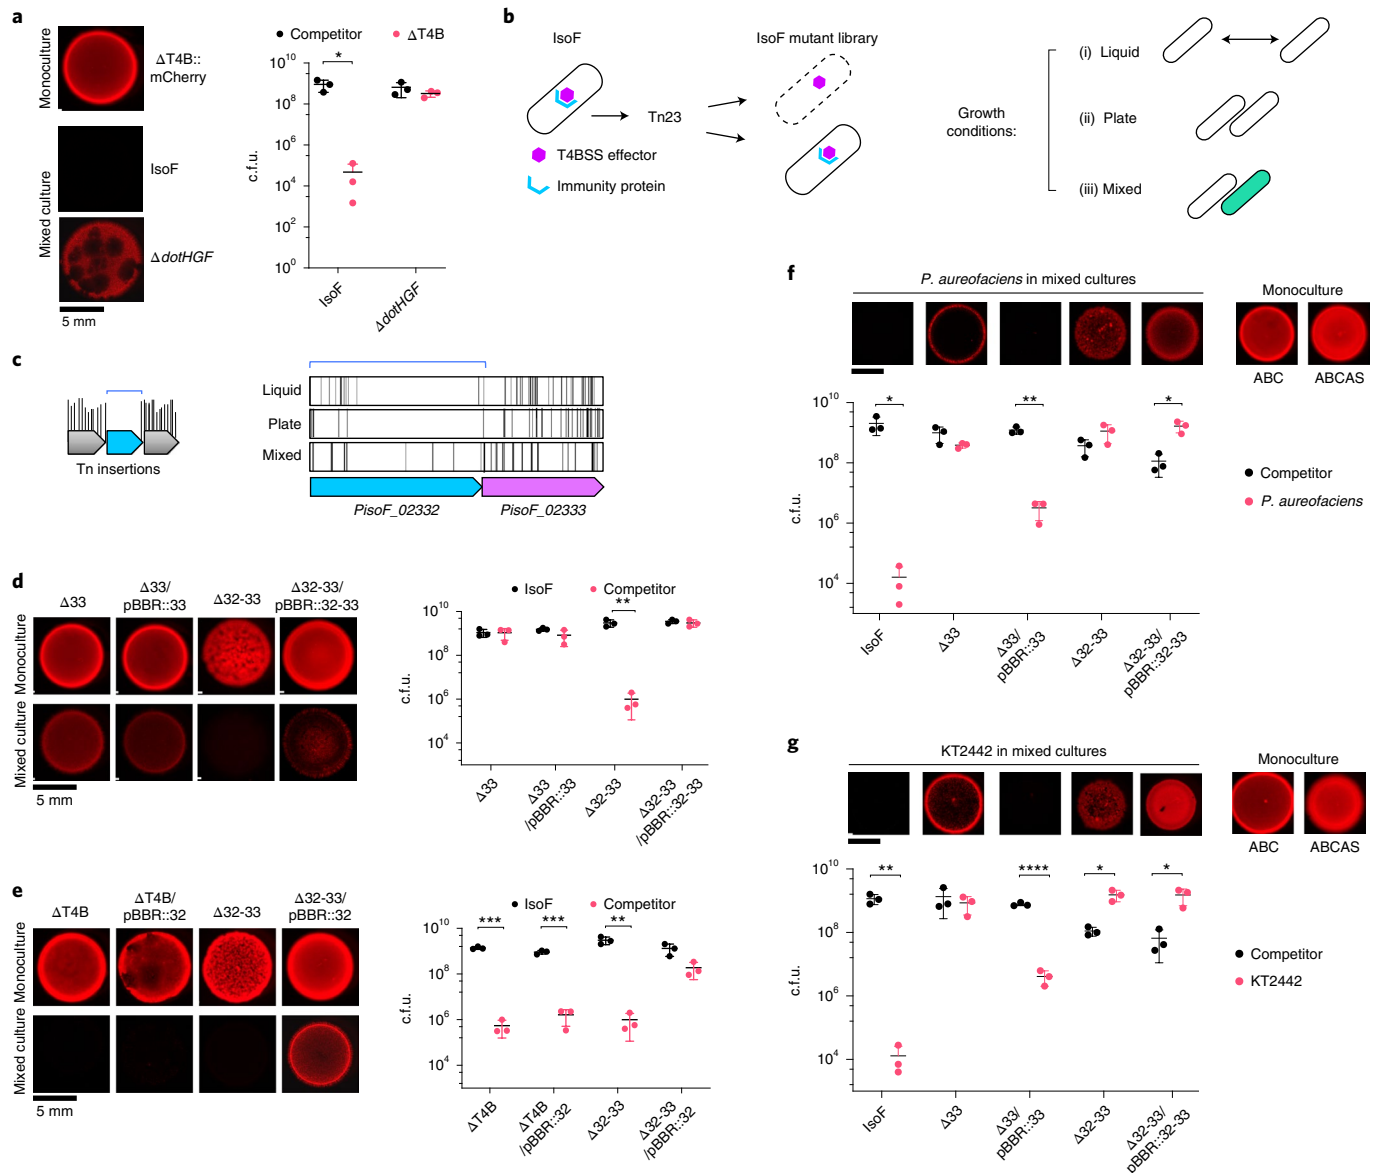 a
Monoculture
ΔT4B::
mCherry
Mixed culture
IsoF
ΔdotHGF
5 mm
Competitor
ΔT4B
*
c.f.u.
10^10
10^8
10^6
10^4
10^2
10^0
IsoF
ΔdotHGF
b
IsoF
IsoF mutant library
Tn23
T4BSS effector
Immunity protein
Growth
conditions:
(i) Liquid
(ii) Plate
(iii) Mixed
c
Tn insertions
Liquid
Plate
Mixed
PisoF_02332
PisoF_02333
d
Δ33
Δ33/
pBBR::33
Δ32-33
Δ32-33/
pBBR::32-33
Monoculture
Mixed culture
5 mm
IsoF
Competitor
**
c.f.u.
10^10
10^8
10^6
10^4
Δ33
Δ33
/pBBR::33
Δ32-33
Δ32-33
/pBBR::32-33
e
ΔT4B
ΔT4B/
pBBR::32
Δ32-33
Δ32-33/
pBBR::32
Monoculture
Mixed culture
5 mm
IsoF
Competitor
***
***
**
c.f.u.
10^10
10^8
10^6
10^4
ΔT4B
ΔT4B
/pBBR::32
Δ32-33
Δ32-33
/pBBR::32
f
P. aureofaciens in mixed cultures
Monoculture
ABC
ABCAS
*
**
*
c.f.u.
10^10
10^8
10^6
10^4
Competitor
P. aureofaciens
IsoF
Δ33
Δ33/
pBBR::33
Δ32-33
Δ32-33/
pBBR::32-33
g
KT2442 in mixed cultures
Monoculture
ABC
ABCAS
**
****
*
*
c.f.u.
10^10
10^8
10^6
10^4
Competitor
KT2442
IsoF
Δ33
Δ33/
pBBR::33
Δ32-33
Δ32-33/
pBBR::32-33